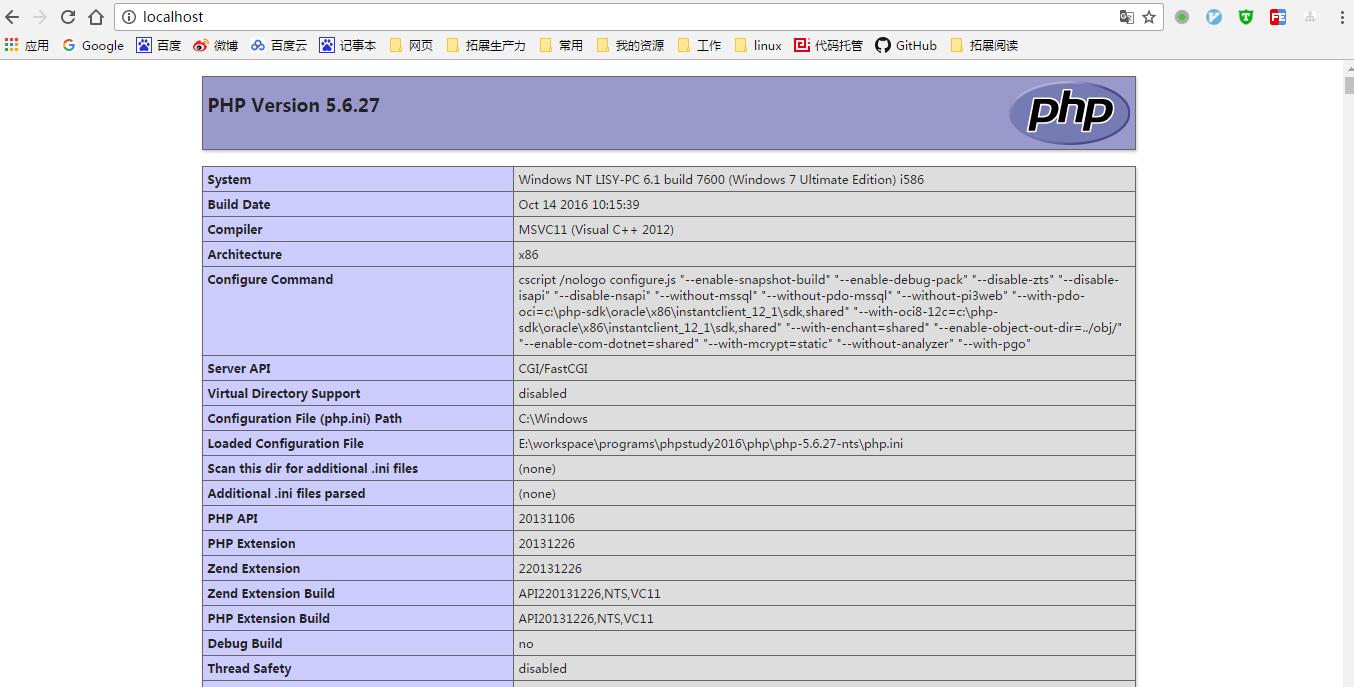 localhost
应用 Google 百度 微博 百度云 记事本 网页 拓展生产力 常用 我的资源 工作 linux 代码托管 GitHub 拓展阅读
PHP Version 5.6.27
php
System Windows NT LISY-PC 6.1 build 7600 (Windows 7 Ultimate Edition) i586
Build Date Oct 14 2016 10:15:39
Compiler MSVC11 (Visual C++ 2012)
Architecture x86
Configure Command cscript /nologo configure.js "--enable-snapshot-build" "--enable-debug-pack" "--disable-zts" "--disable-
isapi" "--disable-nsapi" "--without-mssql" "--without-pdo-mssql" "--without-pi3web" "--with-pdo-
oci=c:\php-sdk\oracle\x86\instantclient_12_1\sdk,shared" "--with-oci8-12c=c:\php-
sdk\oracle\x86\instantclient_12_1\sdk,shared" "--with-enchant=shared" "--enable-object-out-dir=../obj/"
"--enable-com-dotnet=shared" "--with-mcrypt=static" "--without-analyzer" "--with-pgo"
Server API CGI/FastCGI
Virtual Directory Support disabled
Configuration File (php.ini) Path C:\Windows
Loaded Configuration File E:\workspace\programs\phpstudy2016\php\php-5.6.27-nts\php.ini
Scan this dir for additional .ini files (none)
Additional .ini files parsed (none)
PHP API 20131106
PHP Extension 20131226
Zend Extension 220131226
Zend Extension Build API220131226,NTS,VC11
PHP Extension Build API20131226,NTS,VC11
Debug Build no
Thread Safety disabled